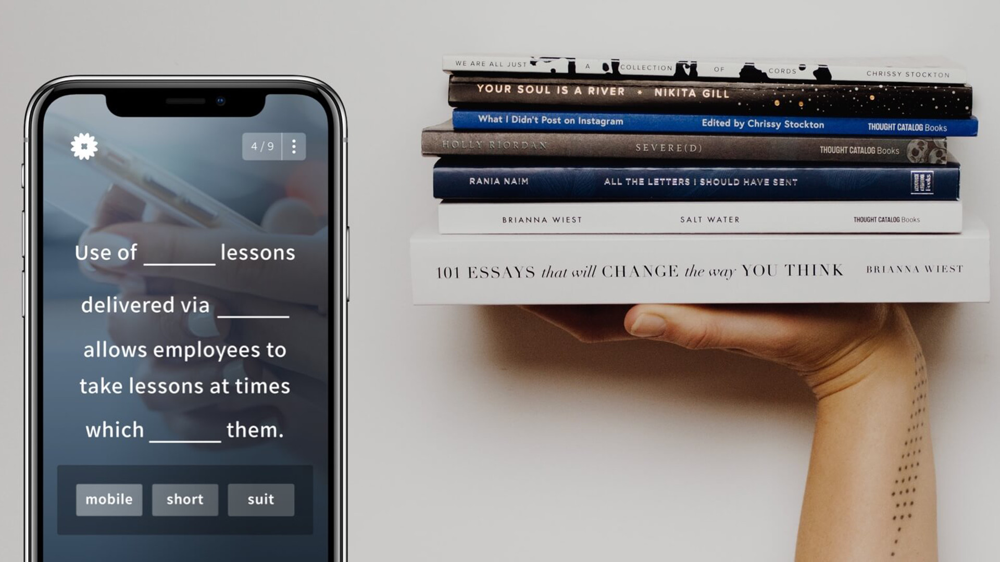 4/9
Use of ______ lessons
delivered via ______
allows employees to
take lessons at times
which ______ them.
mobile short suit
WE ARE ALL JUST A COLLECTION OF CORDS CHRISSY STOCKTON
YOUR SOUL IS A RIVER * NIKITA GILL
What I Didn't Post on Instagram Edited by Chrissy Stockton THOUGHT CATALOG Books
HOLLY RIORDAN SEVERE(D) THOUGHT CATALOG Books
RANIA NAIM ALL THE LETTERS I SHOULD HAVE SENT THOUGHT CATALOG Books
BRIANNA WIEST SALT WATER THOUGHT CATALOG Books
101 ESSAYS that will CHANGE the way YOU THINK BRIANNA WIEST